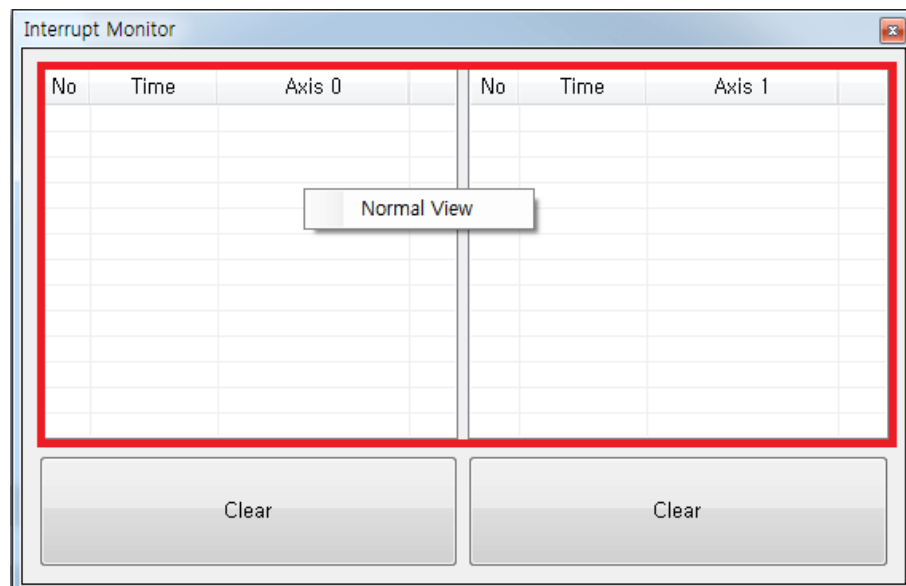 Interrupt Monitor
No Time Axis 0 No Time Axis 1
Normal View
Clear Clear